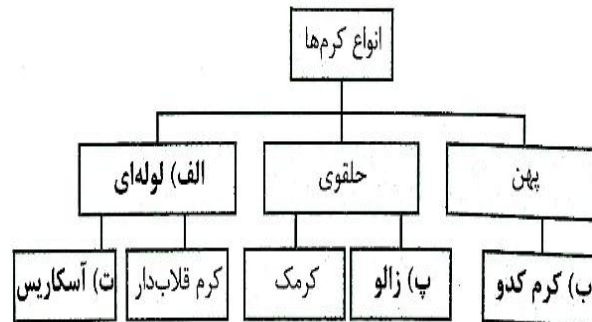 انواع کرم‌ها
پهن
حلقوی
الف) لوله‌ای
ب) کرم کدو
پ) زالو
کرمک
کرم قلاب‌دار
ت) آسکاریس